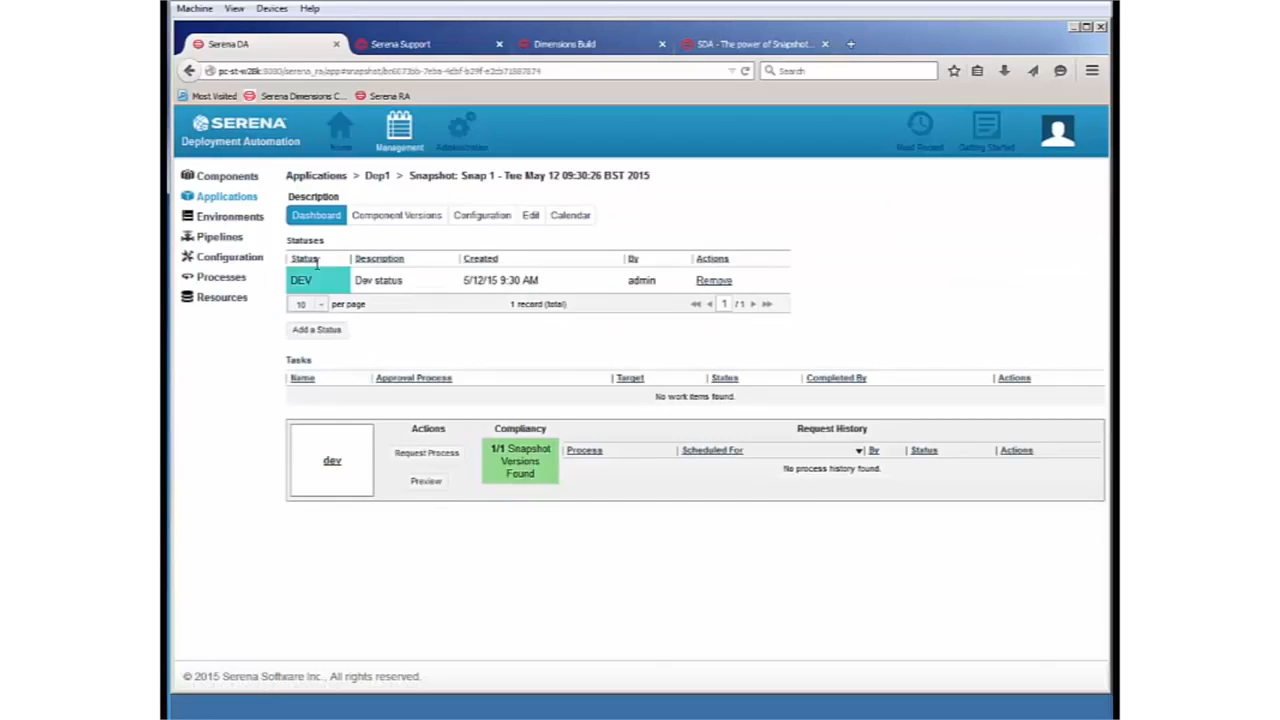 Machine View Devices Help
Serena DA × Serena Support × Dimensions Build × SDA - The power of Snapshot... × +
Search
Most Visited Serena Dimensions C... Serena RA
SERENA
Deployment Automation
Home Management Administration Most Recent Getting Started
Components
Applications
Environments
Pipelines
Configuration
Processes
Resources
Applications > Dep1 > Snapshot: Snap 1 - Tue May 12 09:30:26 BST 2015
Description
Dashboard Component Versions Configuration Edit Calendar
Statuses
Status Description Created By Actions
DEV Dev status 5/12/15 9:30 AM admin Remove
10 per page 1 record (total) 1 / 1
Add a Status
Tasks
Name Approval Process Target Status Completed By Actions
No work items found.
dev
Actions
Request Process
Preview
Compliancy
1/1 Snapshot
Versions
Found
Request History
Process Scheduled For By Status Actions
No process history found.
© 2015 Serena Software Inc., All rights reserved.